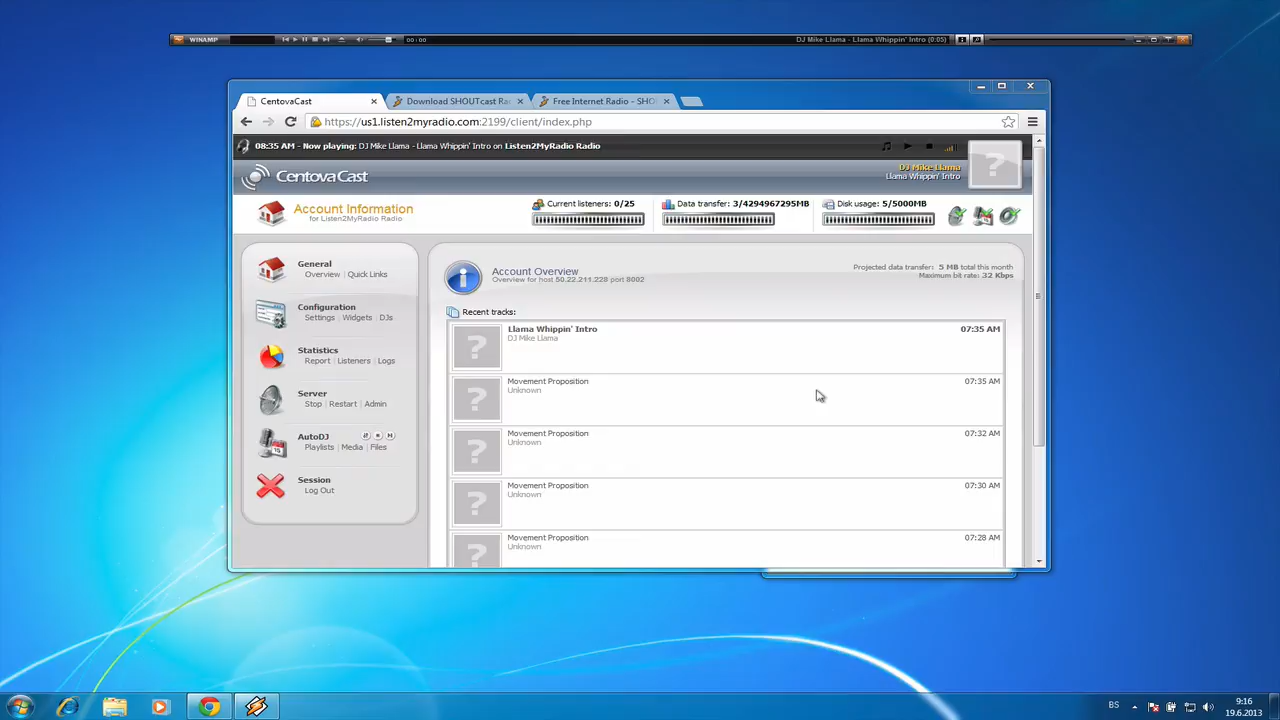 WINAMP
00:00
DJ Mike Llama - Llama Whippin' Intro (0:05)
CentovaCast
Download SHOUTcast Ra
Free Internet Radio - SHO
https://us1.listen2myradio.com:2199/client/index.php
08:35 AM - Now playing: DJ Mike Llama - Llama Whippin' Intro on Listen2MyRadio Radio
CentovaCast
DJ Mike Llama
Llama Whippin' Intro
Account Information
for Listen2MyRadio Radio
Current listeners: 0/25
Data transfer: 3/4294967295MB
Disk usage: 5/5000MB
General
Overview Quick Links
Configuration
Settings Widgets DJs
Statistics
Report Listeners Logs
Server
Stop Restart Admin
AutoDJ
Playlists Media Files
Session
Log Out
Account Overview
Overview for host 50.22.211.228 port 8002
Projected data transfer: 5 MB total this month
Maximum bit rate: 32 Kbps
Recent tracks:
Llama Whippin' Intro 07:35 AM
DJ Mike Llama
Movement Proposition 07:35 AM
Unknown
Movement Proposition 07:32 AM
Unknown
Movement Proposition 07:30 AM
Unknown
Movement Proposition 07:28 AM
Unknown
BS
9:16
19.6.2013